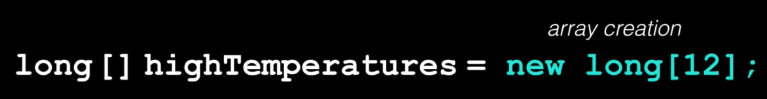 array creation
long[] highTemperatures = new long[12];